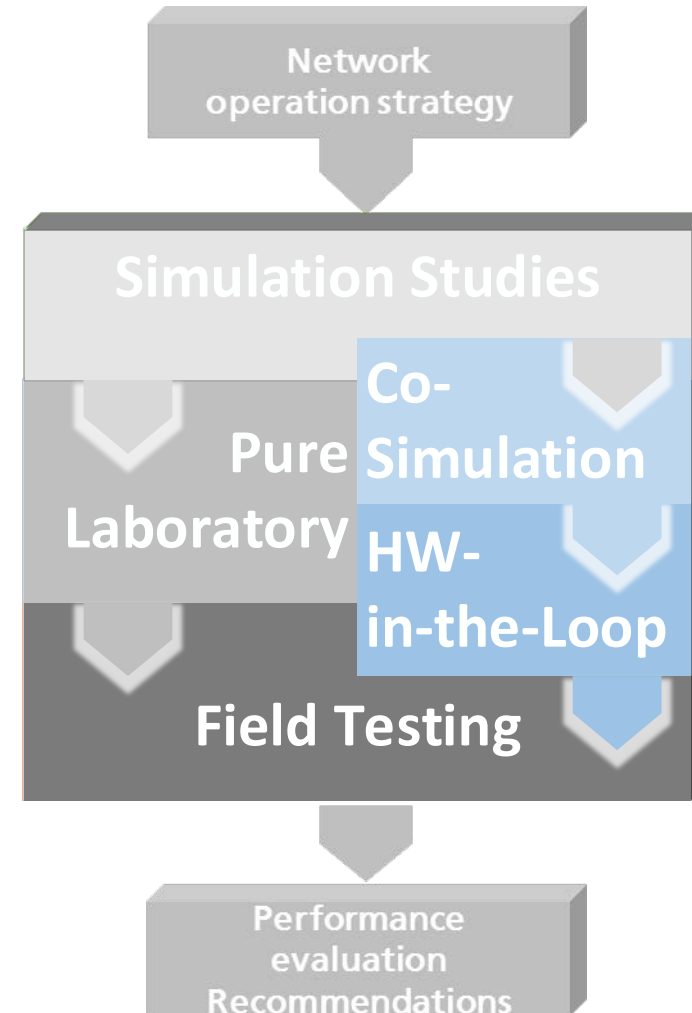 Network
operation strategy
Simulation Studies
Pure
Laboratory
Co-
Simulation
HW-
in-the-Loop
Field Testing
Performance
evaluation
Recommendations